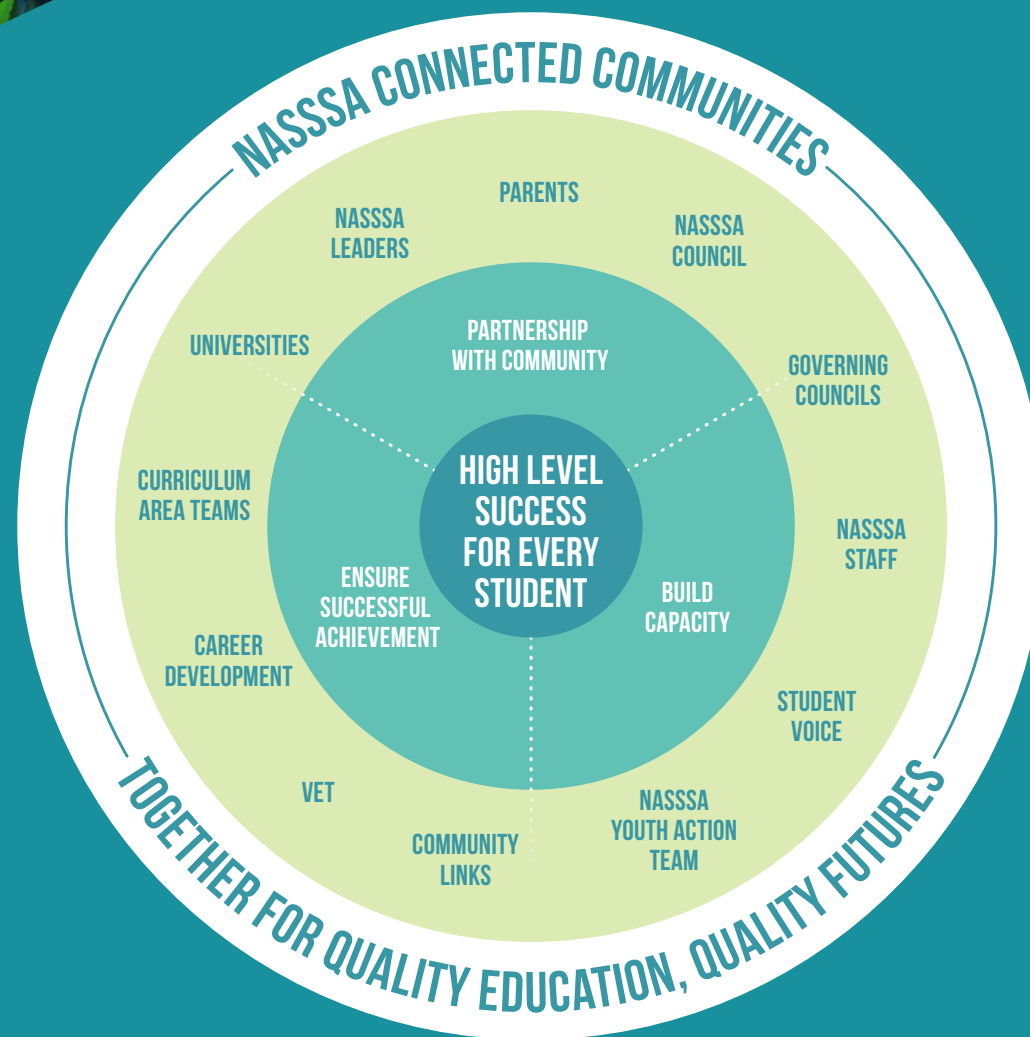 NASSSA CONNECTED COMMUNITIES
PARENTS
NASSSA
LEADERS
NASSSA
COUNCIL
UNIVERSITIES
GOVERNING
COUNCILS
PARTNERSHIP
WITH COMMUNITY
CURRICULUM
AREA TEAMS
HIGH LEVEL
SUCCESS
FOR EVERY
STUDENT
NASSSA
STAFF
ENSURE
SUCCESSFUL
ACHIEVEMENT
BUILD
CAPACITY
CAREER
DEVELOPMENT
STUDENT
VOICE
VET
COMMUNITY
LINKS
NASSSA
YOUTH ACTION
TEAM
TOGETHER FOR QUALITY EDUCATION, QUALITY FUTURES